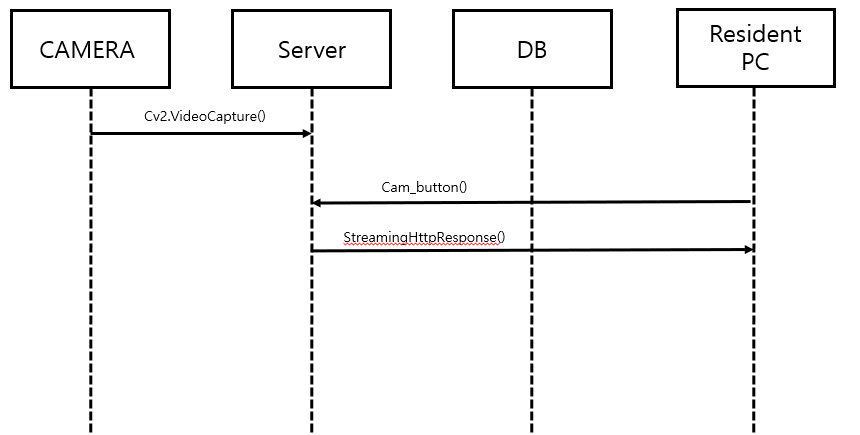 CAMERA
Server
DB
Resident
PC
Cv2.VideoCapture()
Cam_button()
StreamingHttpResponse()